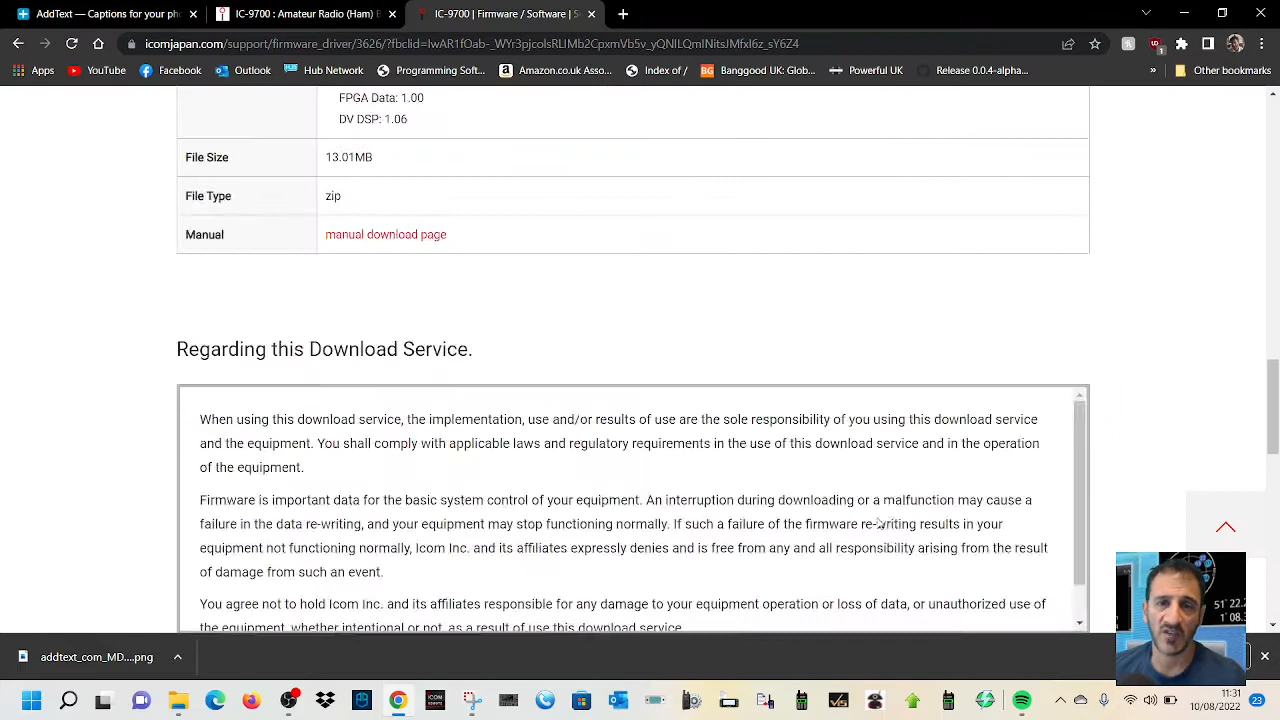 AddText — Captions for your ph
IC-9700 : Amateur Radio (Ham) E
IC-9700 | Firmware / Software | S
icomjapan.com/support/firmware_driver/3626/?fbclid=IwAR1fOab-_WYr3pjcolsRLIMb2CpxmVb5v_yQNILQmINitsJMfxI6z_sY6Z4
Apps
YouTube
Facebook
Outlook
Hub Network
Programming Soft...
Amazon.co.uk Asso...
Index of /
BG
Banggood I✕ Glob...
Powerful UK
Release 0.0.4-alpha...
»
Other bookmarks
FPGA Data: 1.00
DV DSP: 1.06
File Size 13.01MB
File Type zip
Manual manual download page
Regarding this Download Service.
When using this download service, the implementation, use and/or results of use are the sole responsibility of you using this download service
and the equipment. You shall comply with applicable laws and regulatory requirements in the use of this download service and in the operation
of the equipment.
Firmware is important data for the basic system control of your equipment. An interruption during downloading or a malfunction may cause a
failure in the data re-writing, and your equipment may stop functioning normally. If such a failure of the firmware re-writing results in your
equipment not functioning normally, Icom Inc. and its affiliates expressly denies and is free from any and all responsibility arising from the result
of damage from such an event.
You agree not to hold Icom Inc. and its affiliates responsible for any damage to your equipment operation or loss of data, or unauthorized use of
the equipment, whether intentional or not, as a result of use this download service.
51° 22.2
1° 08.3
addtext_com_MD....png
11:31
10/08/2022
23